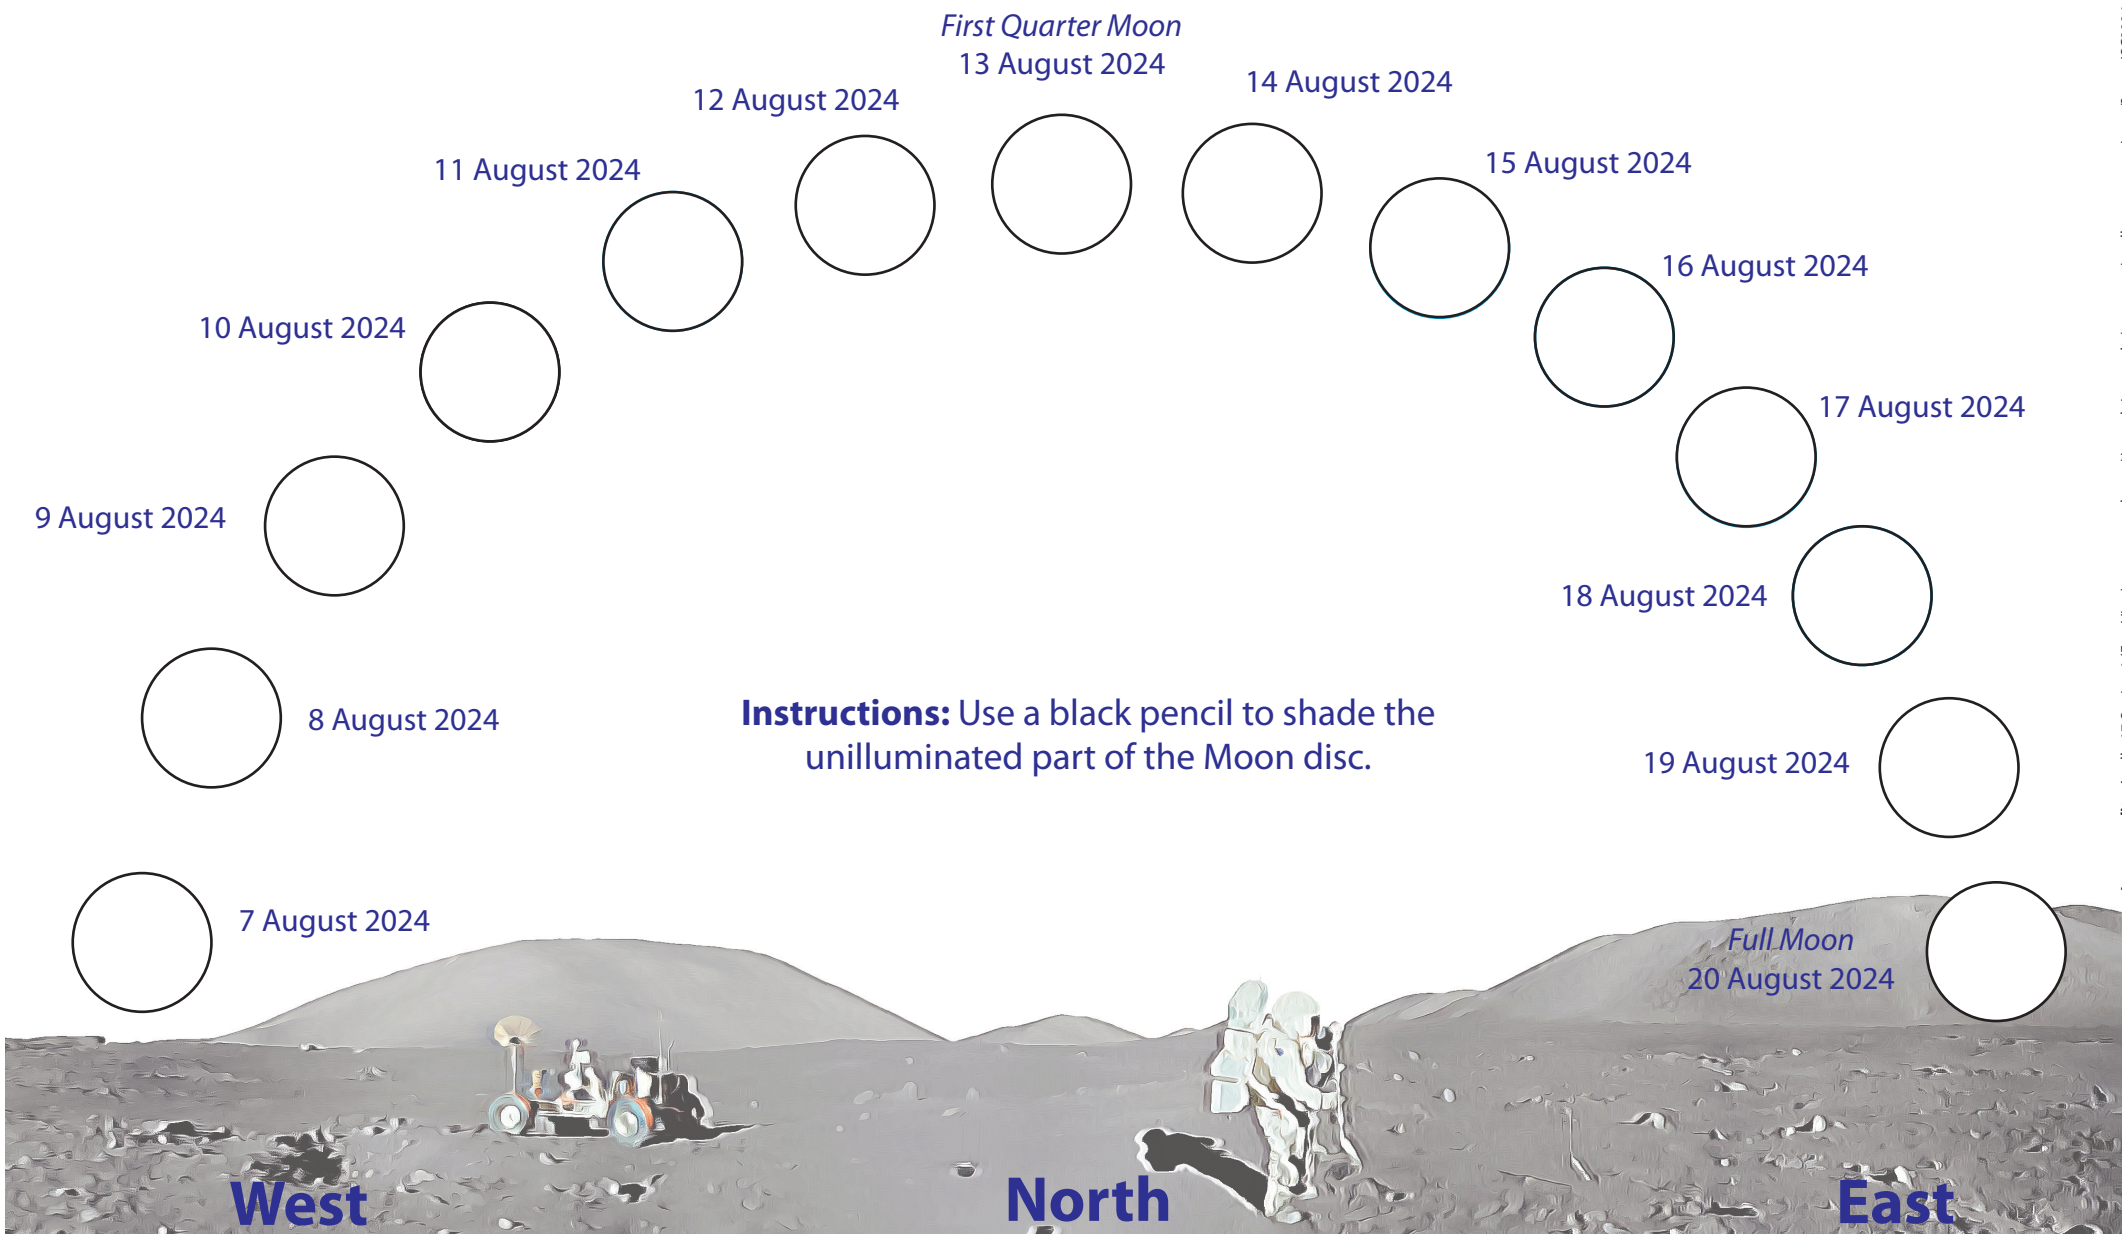 First Quarter Moon
13 August 2024
14 August 2024
12 August 2024
15 August 2024
11 August 2024
16 August 2024
10 August 2024
17 August 2024
9 August 2024
18 August 2024
8 August 2024
Instructions: Use a black pencil to shade the
unilluminated part of the Moon disc.
19 August 2024
7 August 2024
Full Moon
20 August 2024
West
North
East